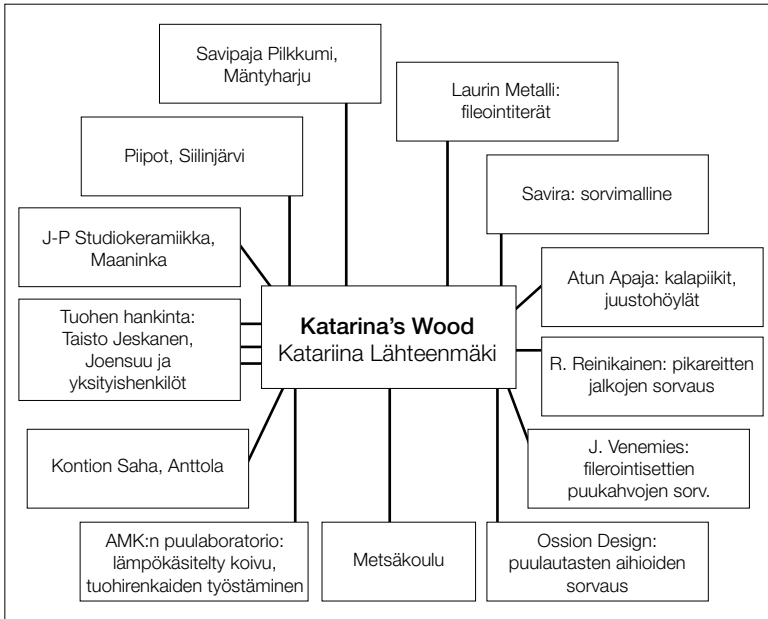 Savipaja Pilkkumi,
Mäntyharju
Laurin Metalli:
fileointiterät
Piipot, Siilinjärvi
Savira: sorvimalline
J-P Studiokeramiikka,
Maaninka
Atun Apaja: kalapiikit,
juustohöylät
Tuohen hankinta:
Taisto Jeskanen,
Joensuu ja
yksityishenkilöt
Katarina's Wood
Katariina Lähteenmäki
R. Reinikainen: pikareitten
jalkojen sorvaus
Kontion Saha, Anttola
J. Venemies:
filerointisettien
puukahvojen sorv.
AMK:n puulaboratorio:
lämpökäsitelty koivu,
tuohirenkaiden työstäminen
Metsäkoulu
Ossion Design:
puulautasten aihioiden
sorvaus